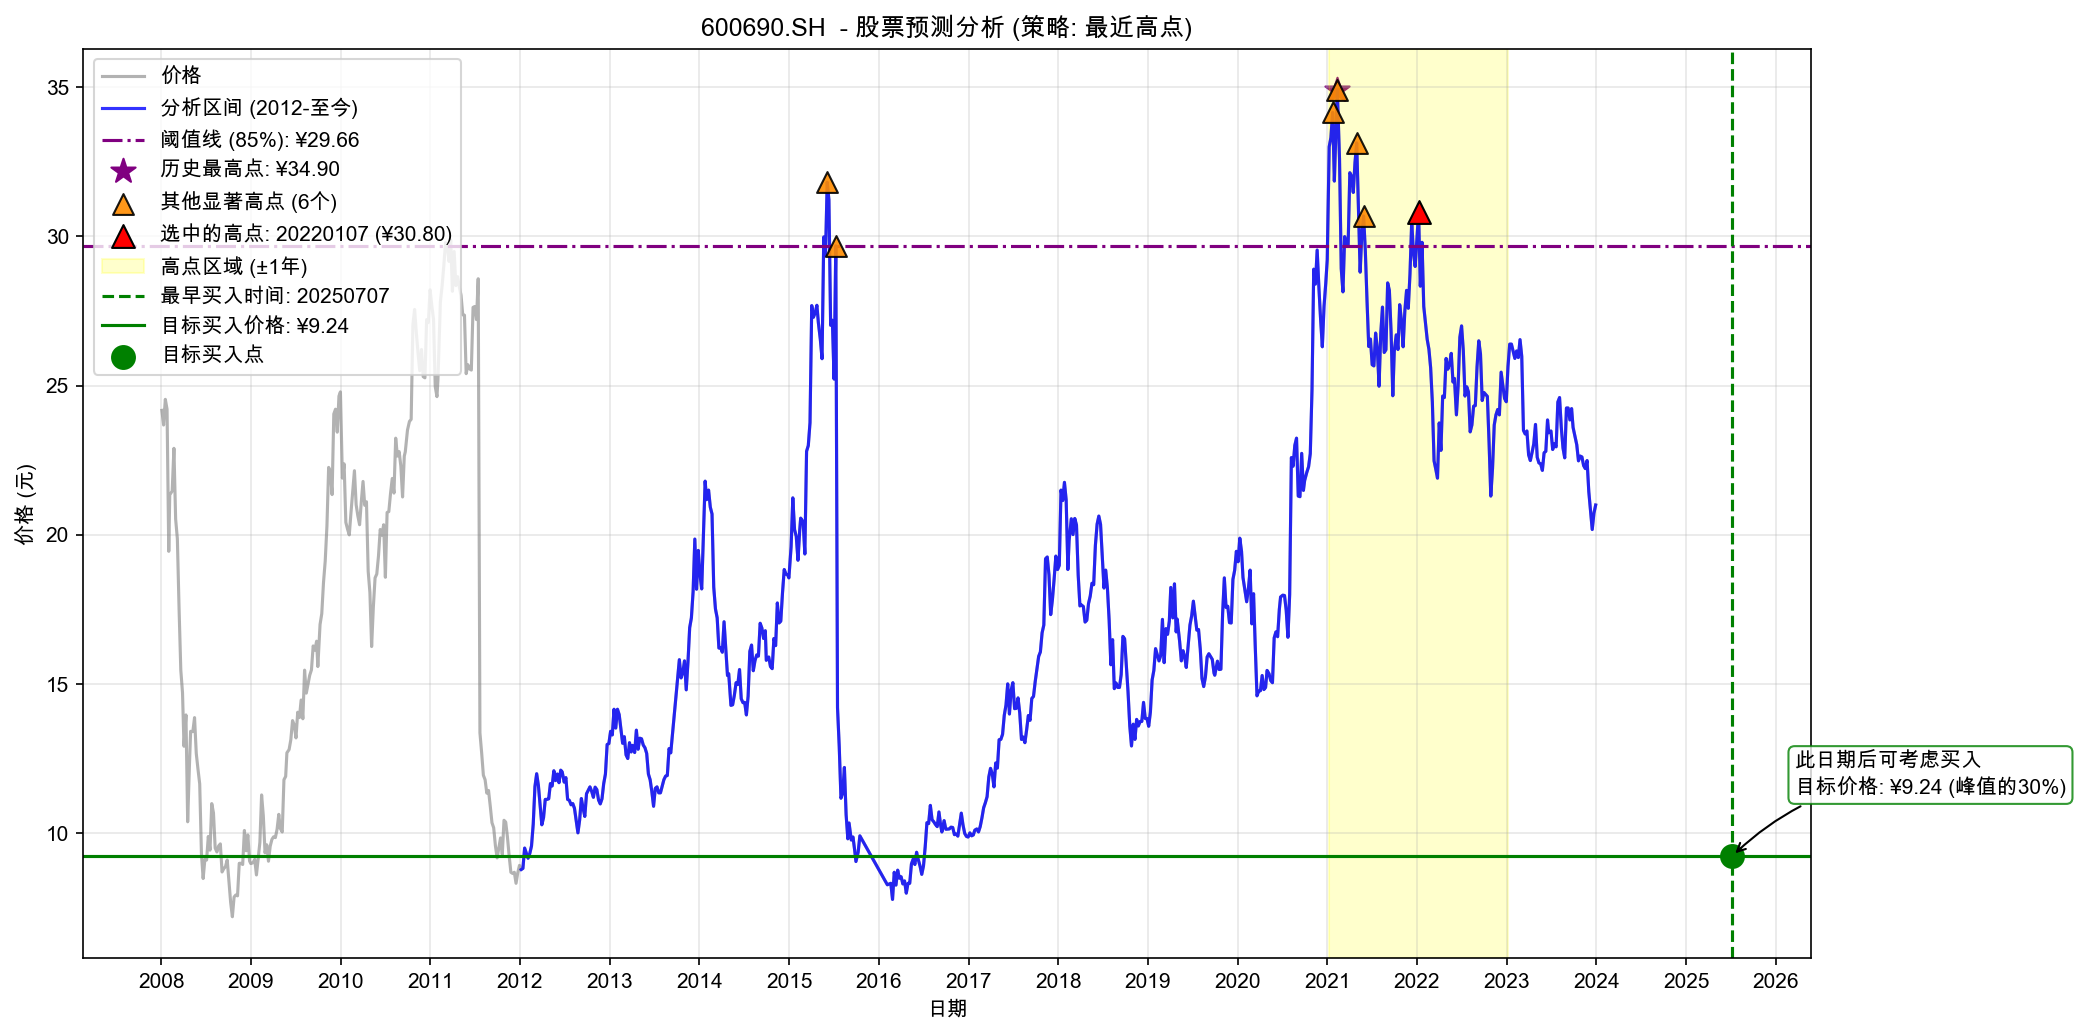 600690.SH - 股票预测分析 (策略: 最近高点)
价格
分析区间 (2012-至今)
阈值线 (85%): ¥29.66
历史最高点: ¥34.90
其他显著高点 (6个)
选中的高点: 20220107 (¥30.80)
高点区域 (±1年)
最早买入时间: 20250707
目标买入价格: ¥9.24
目标买入点
35
30
25
20
15
10
价格 (元)
此日期后可考虑买入
目标价格: ¥9.24 (峰值的30%)
2008 2009 2010 2011 2012 2013 2014 2015 2016 2017 2018 2019 2020 2021 2022 2023 2024 2025 2026
日期